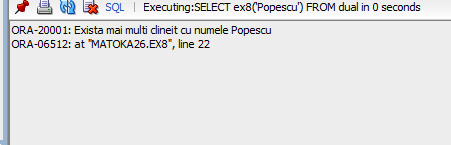 SQL | Executing:SELECT ex8('Popescu') FROM dual in 0 seconds
ORA-20001: Exista mai multi clineit cu numele Popescu
ORA-06512: at "MATOKA26.EX8", line 22